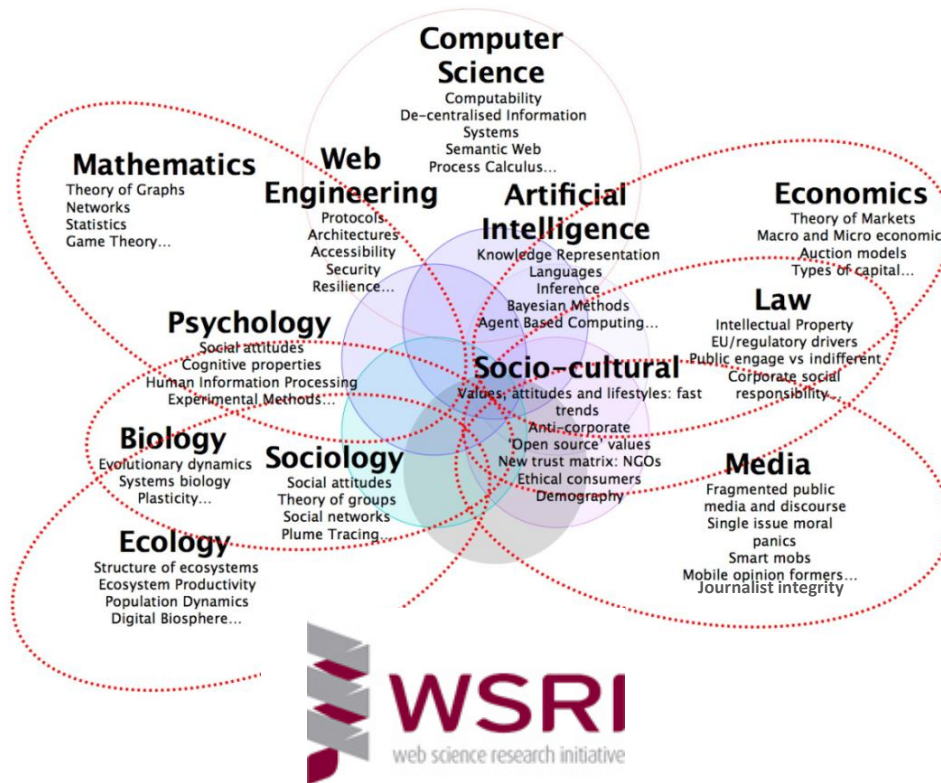 Computer
Science
Computability
De-centralised Information
Systems
Semantic Web
Process Calculus...
Mathematics
Theory of Graphs
Networks
Statistics
Game Theory...
Web
Engineering
Protocols
Architectures
Accessibility
Security
Resilience...
Artificial
Intelligence
Knowledge Representation
Languages
Inference
Bayesian Methods
Agent Based Computing...
Economics
Theory of Markets
Macro and Micro economic
Auction models
Types of capital...
Law
Intellectual Property
EU/regulatory drivers
Public engage vs indifferent
Corporate social
responsibility...
Psychology
Social attitudes
Cognitive properties
Human Information Processing
Experimental Methods...
Socio-cultural
Values, attitudes and lifestyles: fast
trends
Anti-corporate
'Open source' values
New trust matrix: NGOs
Ethical consumers
Demography
Biology
Evolutionary dynamics
Systems biology
Plasticity...
Sociology
Social attitudes
Theory of groups
Social networks
Plume Tracing...
Media
Fragmented public
media and discourse
Single issue moral
panics
Smart mobs
Mobile opinion formers...
Journalist integrity
Ecology
Structure of ecosystems
Ecosystem Productivity
Population Dynamics
Digital Biosphere...
WSRI
web science research initiative